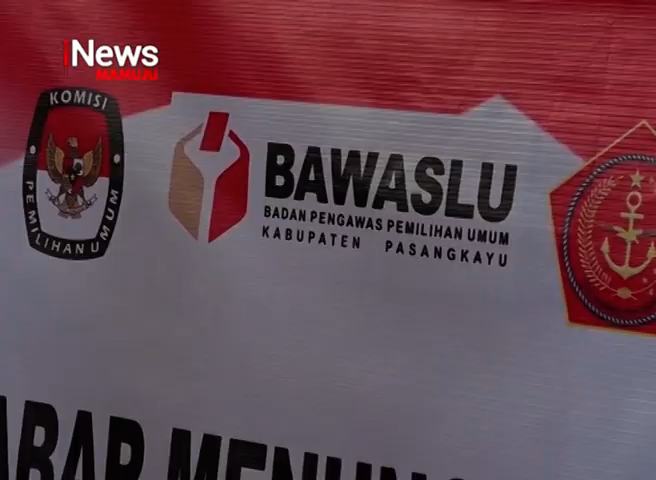 iNews
MAMUJU
KOMISI
PEMILIHAN UMUM
BAWASLU
BADAN PENGAWAS PEMILIHAN UMUM
KABUPATEN PASANGKAYU